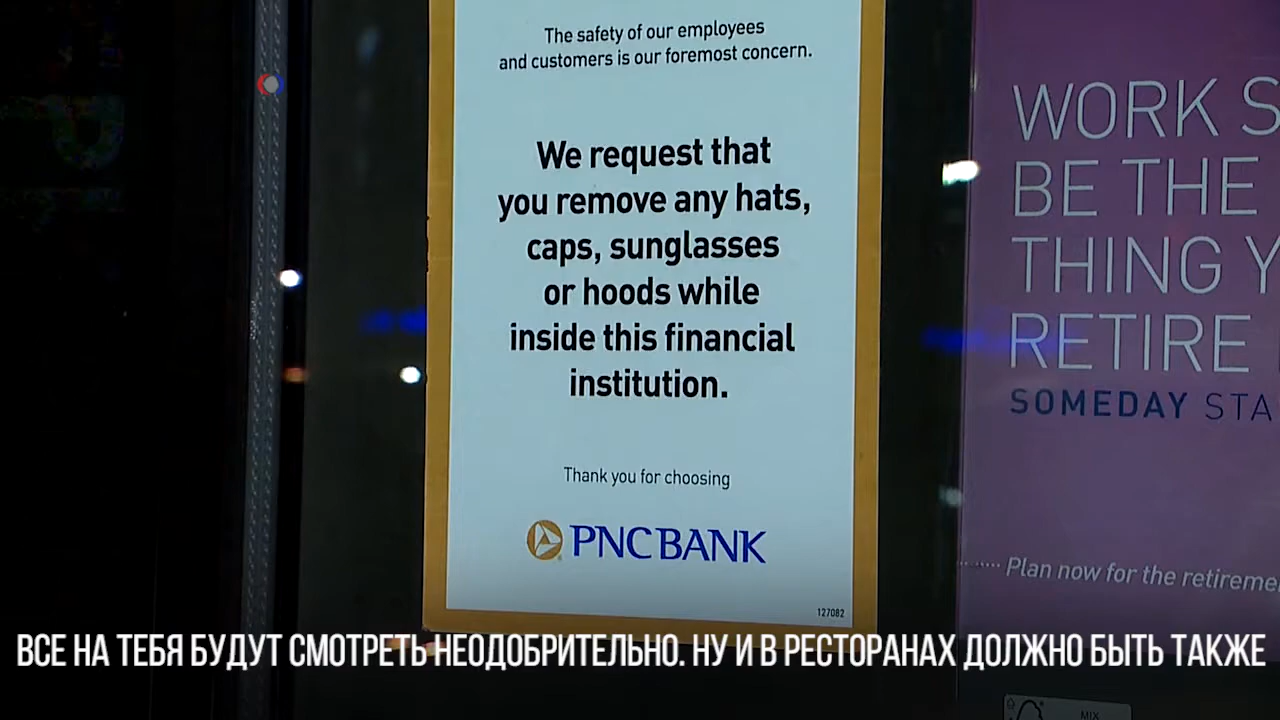 The safety of our employees
and customers is our foremost concern.
We request that
you remove any hats,
caps, sunglasses
or hoods while
inside this financial
institution.
Thank you for choosing
PNC BANK
127082
WORK S
BE THE
THING Y
RETIRE
SOMEDAY STA
Plan now for the retireme
MIX
ВСЕ НА ТЕБЯ БУДУТ СМОТРЕТЬ НЕОДОБРИТЕЛЬНО. НУ И В РЕСТОРАНАХ ДОЛЖНО БЫТЬ ТАКЖЕ